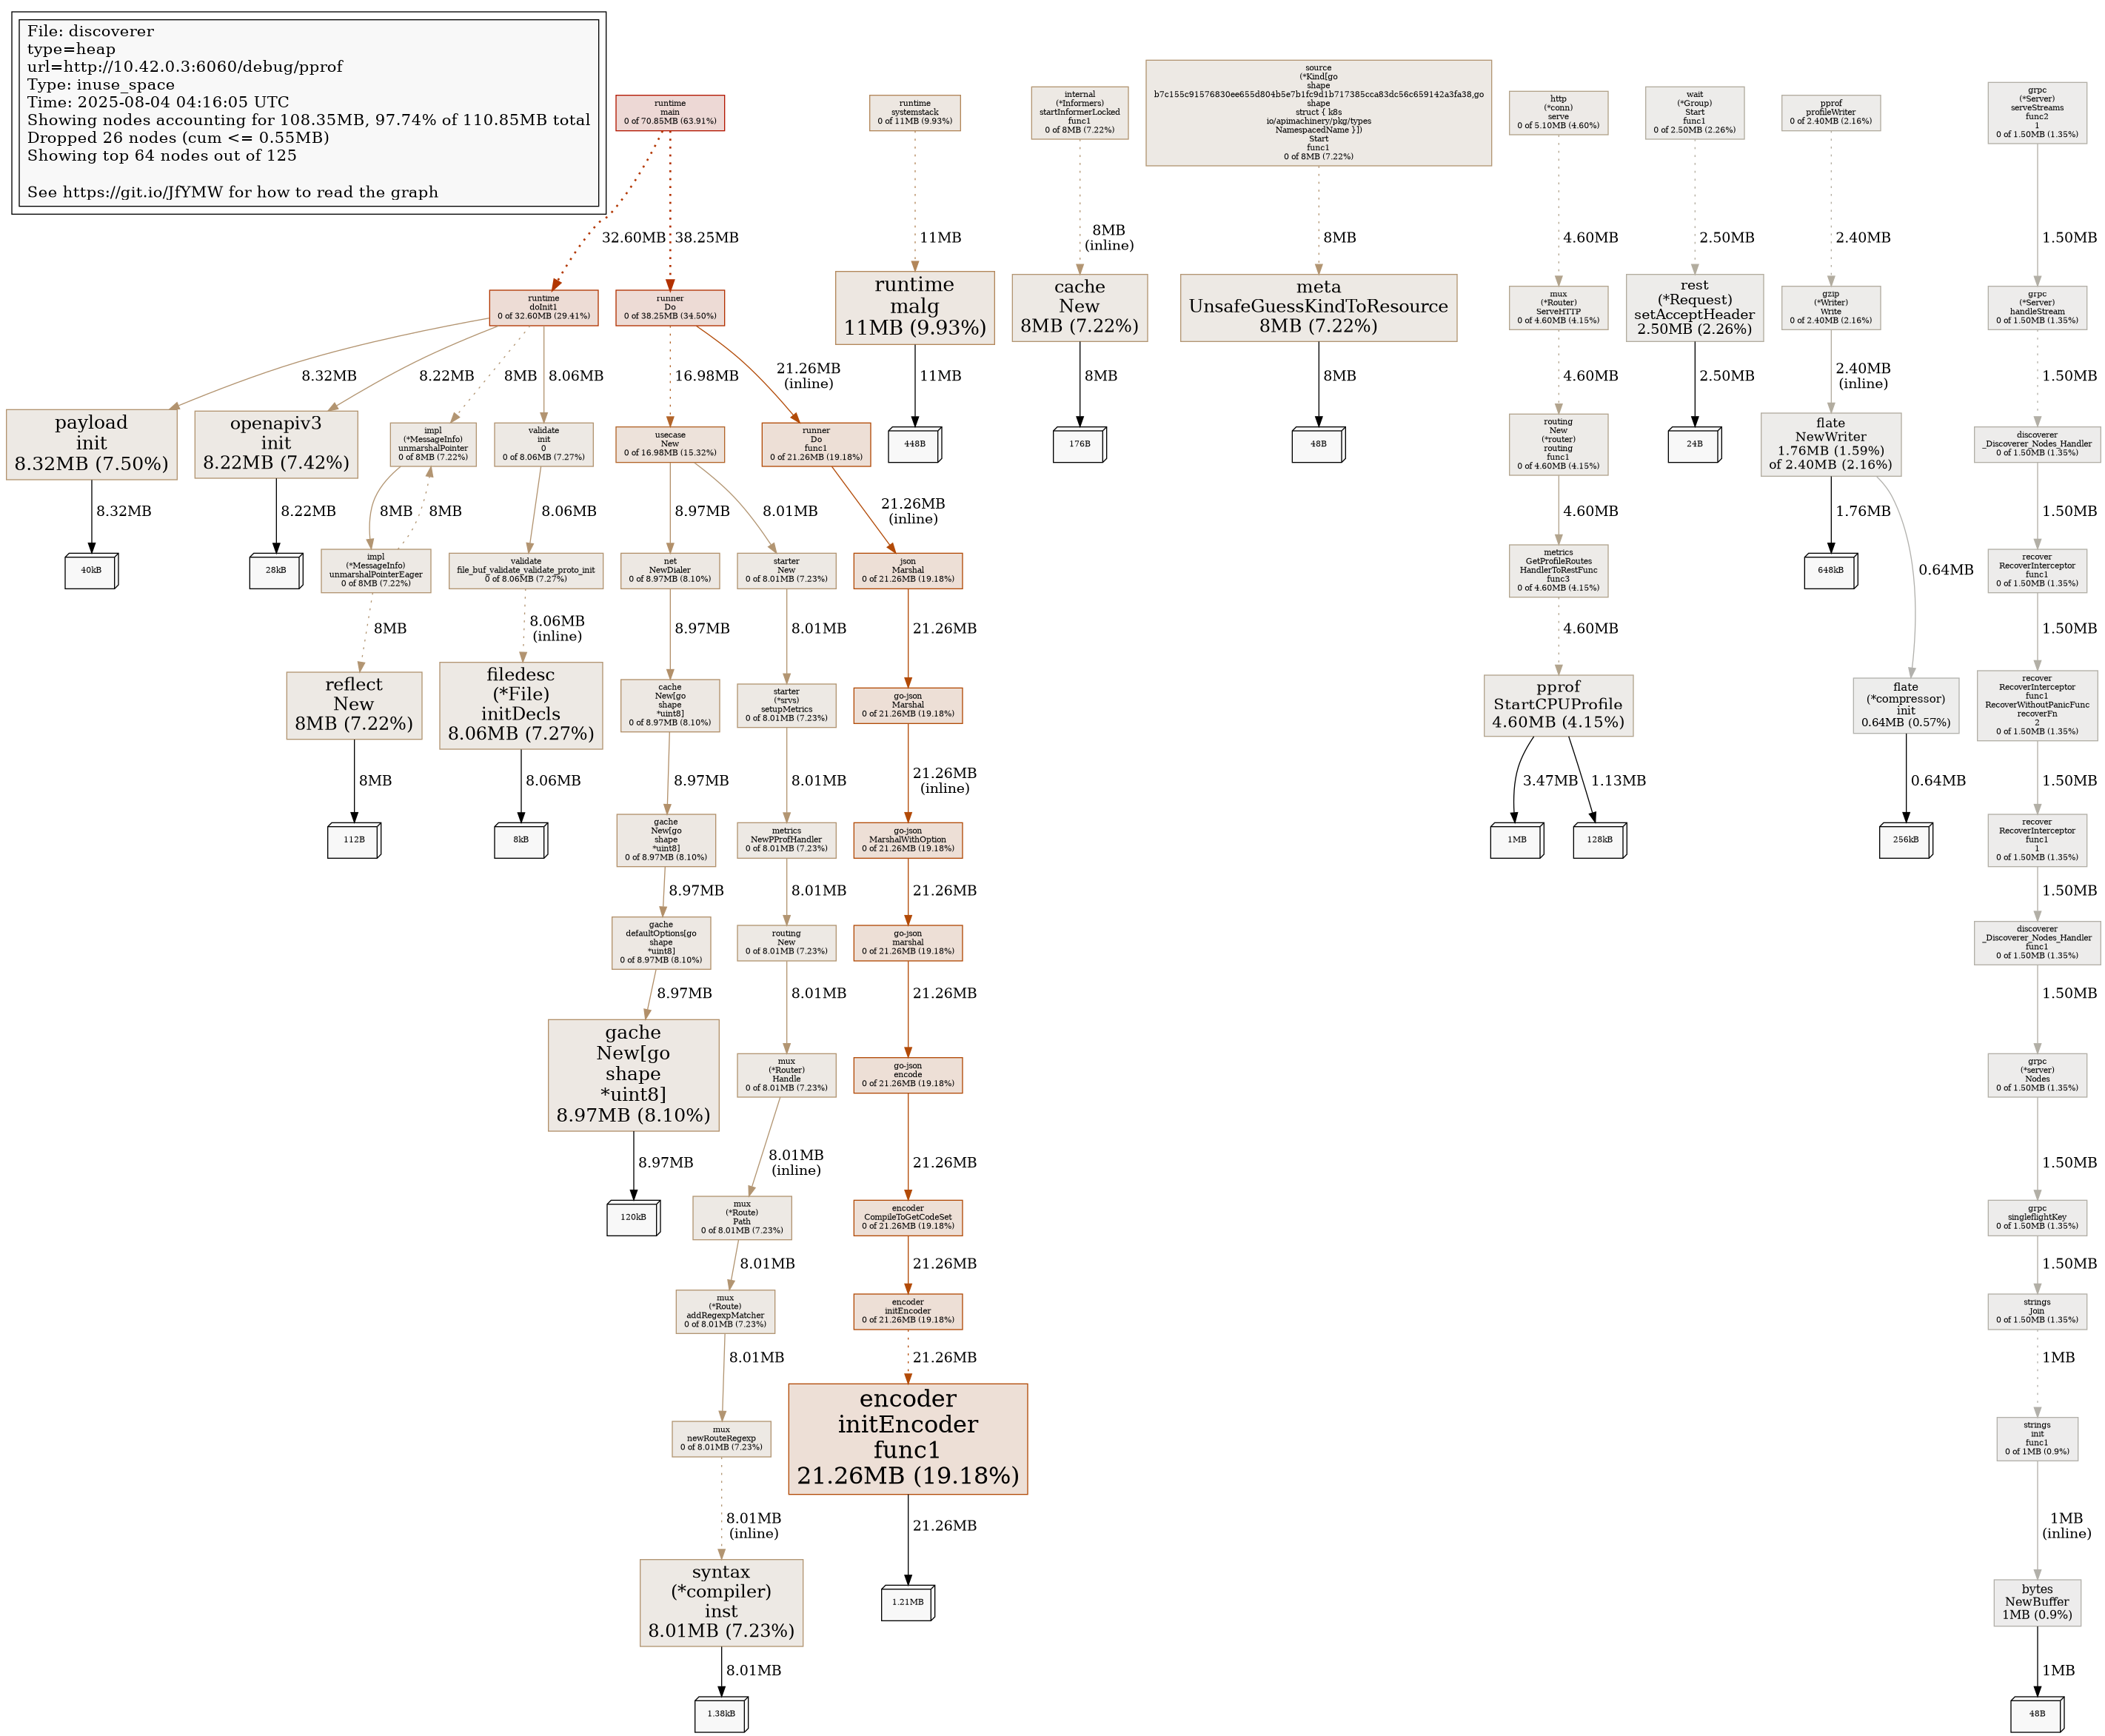 File: discoverer
type=heap
url=http://10.42.0.3:6060/debug/pprof
Type: inuse_space
Time: 2025-08-04 04:16:05 UTC
Showing nodes accounting for 108.35MB, 97.74% of 110.85MB total
Dropped 26 nodes (cum <= 0.55MB)
Showing top 64 nodes out of 125
See https://git.io/JfYMW for how to read the graph
runtime
main
0 of 70.85MB (63.91%)
runtime
systemstack
0 of 11MB (9.93%)
internal
(*Informers)
startInformerLocked
func1
0 of 8MB (7.22%)
source
(*Kind[go
shape
b7c155c91576830ee655d804b5e7b1fc9d1b717385cca83dc56c659142a3fa38,go
shape
struct { k8s
io/apimachinery/pkg/types
NamespacedName }])
Start
func1
0 of 8MB (7.22%)
http
(*conn)
serve
0 of 5.10MB (4.60%)
wait
(*Group)
Start
func1
0 of 2.50MB (2.26%)
pprof
profileWriter
0 of 2.40MB (2.16%)
grpc
(*Server)
serveStreams
func2
1
0 of 1.50MB (1.35%)
32.60MB
38.25MB
11MB
8MB
(inline)
8MB
4.60MB
2.50MB
2.40MB
1.50MB
runtime
doInit1
0 of 32.60MB (29.41%)
runner
Do
0 of 38.25MB (34.50%)
runtime
malg
11MB (9.93%)
cache
New
8MB (7.22%)
meta
UnsafeGuessKindToResource
8MB (7.22%)
mux
(*Router)
ServeHTTP
0 of 4.60MB (4.15%)
rest
(*Request)
setAcceptHeader
2.50MB (2.26%)
gzip
(*Writer)
Write
0 of 2.40MB (2.16%)
grpc
(*Server)
handleStream
0 of 1.50MB (1.35%)
8.32MB
8.22MB
8MB
8.06MB
16.98MB
21.26MB
(inline)
11MB
8MB
8MB
4.60MB
2.50MB
2.40MB
(inline)
1.50MB
payload
init
8.32MB (7.50%)
openapiv3
init
8.22MB (7.42%)
impl
(*MessageInfo)
unmarshalPointer
0 of 8MB (7.22%)
validate
init
0
0 of 8.06MB (7.27%)
usecase
New
0 of 16.98MB (15.32%)
runner
Do
func1
0 of 21.26MB (19.18%)
448B
176B
48B
routing
New
(*router)
routing
func1
0 of 4.60MB (4.15%)
24B
flate
NewWriter
1.76MB (1.59%)
of 2.40MB (2.16%)
discoverer
_Discoverer_Nodes_Handler
0 of 1.50MB (1.35%)
8.32MB
8.22MB
8MB
8MB
8.06MB
8.97MB
8.01MB
21.26MB
(inline)
4.60MB
1.76MB
0.64MB
1.50MB
40kB
28kB
impl
(*MessageInfo)
unmarshalPointerEager
0 of 8MB (7.22%)
validate
file_buf_validate_validate_proto_init
0 of 8.06MB (7.27%)
net
NewDialer
0 of 8.97MB (8.10%)
starter
New
0 of 8.01MB (7.23%)
json
Marshal
0 of 21.26MB (19.18%)
metrics
GetProfileRoutes
HandlerToRestFunc
func3
0 of 4.60MB (4.15%)
648kB
recover
RecoverInterceptor
func1
0 of 1.50MB (1.35%)
8MB
8.06MB
(inline)
8.97MB
8.01MB
21.26MB
4.60MB
1.50MB
reflect
New
8MB (7.22%)
filedesc
(*File)
initDecls
8.06MB (7.27%)
cache
New[go
shape
*uint8]
0 of 8.97MB (8.10%)
starter
(*srvs)
setupMetrics
0 of 8.01MB (7.23%)
go-json
Marshal
0 of 21.26MB (19.18%)
pprof
StartCPUProfile
4.60MB (4.15%)
flate
(*compressor)
init
0.64MB (0.57%)
recover
RecoverInterceptor
func1
RecoverWithoutPanicFunc
recoverFn
2
0 of 1.50MB (1.35%)
8MB
8.06MB
8.97MB
8.01MB
21.26MB
(inline)
3.47MB
1.13MB
0.64MB
1.50MB
112B
8kB
gache
New[go
shape
*uint8]
0 of 8.97MB (8.10%)
metrics
NewPProfHandler
0 of 8.01MB (7.23%)
go-json
MarshalWithOption
0 of 21.26MB (19.18%)
1MB
128kB
256kB
recover
RecoverInterceptor
func1
1
0 of 1.50MB (1.35%)
8.97MB
8.01MB
21.26MB
1.50MB
gache
defaultOptions[go
shape
*uint8]
0 of 8.97MB (8.10%)
routing
New
0 of 8.01MB (7.23%)
go-json
marshal
0 of 21.26MB (19.18%)
discoverer
_Discoverer_Nodes_Handler
func1
0 of 1.50MB (1.35%)
8.97MB
8.01MB
21.26MB
1.50MB
gache
New[go
shape
*uint8]
8.97MB (8.10%)
mux
(*Router)
Handle
0 of 8.01MB (7.23%)
go-json
encode
0 of 21.26MB (19.18%)
grpc
(*server)
Nodes
0 of 1.50MB (1.35%)
8.97MB
8.01MB
(inline)
21.26MB
1.50MB
120kB
mux
(*Route)
Path
0 of 8.01MB (7.23%)
encoder
CompileToGetCodeSet
0 of 21.26MB (19.18%)
grpc
singleflightKey
0 of 1.50MB (1.35%)
8.01MB
21.26MB
1.50MB
mux
(*Route)
addRegexpMatcher
0 of 8.01MB (7.23%)
encoder
initEncoder
0 of 21.26MB (19.18%)
strings
Join
0 of 1.50MB (1.35%)
8.01MB
21.26MB
1MB
mux
newRouteRegexp
0 of 8.01MB (7.23%)
encoder
initEncoder
func1
21.26MB (19.18%)
strings
init
func1
0 of 1MB (0.9%)
8.01MB
(inline)
21.26MB
1MB
(inline)
syntax
(*compiler)
inst
8.01MB (7.23%)
1.21MB
bytes
NewBuffer
1MB (0.9%)
8.01MB
1MB
1.38kB
48B